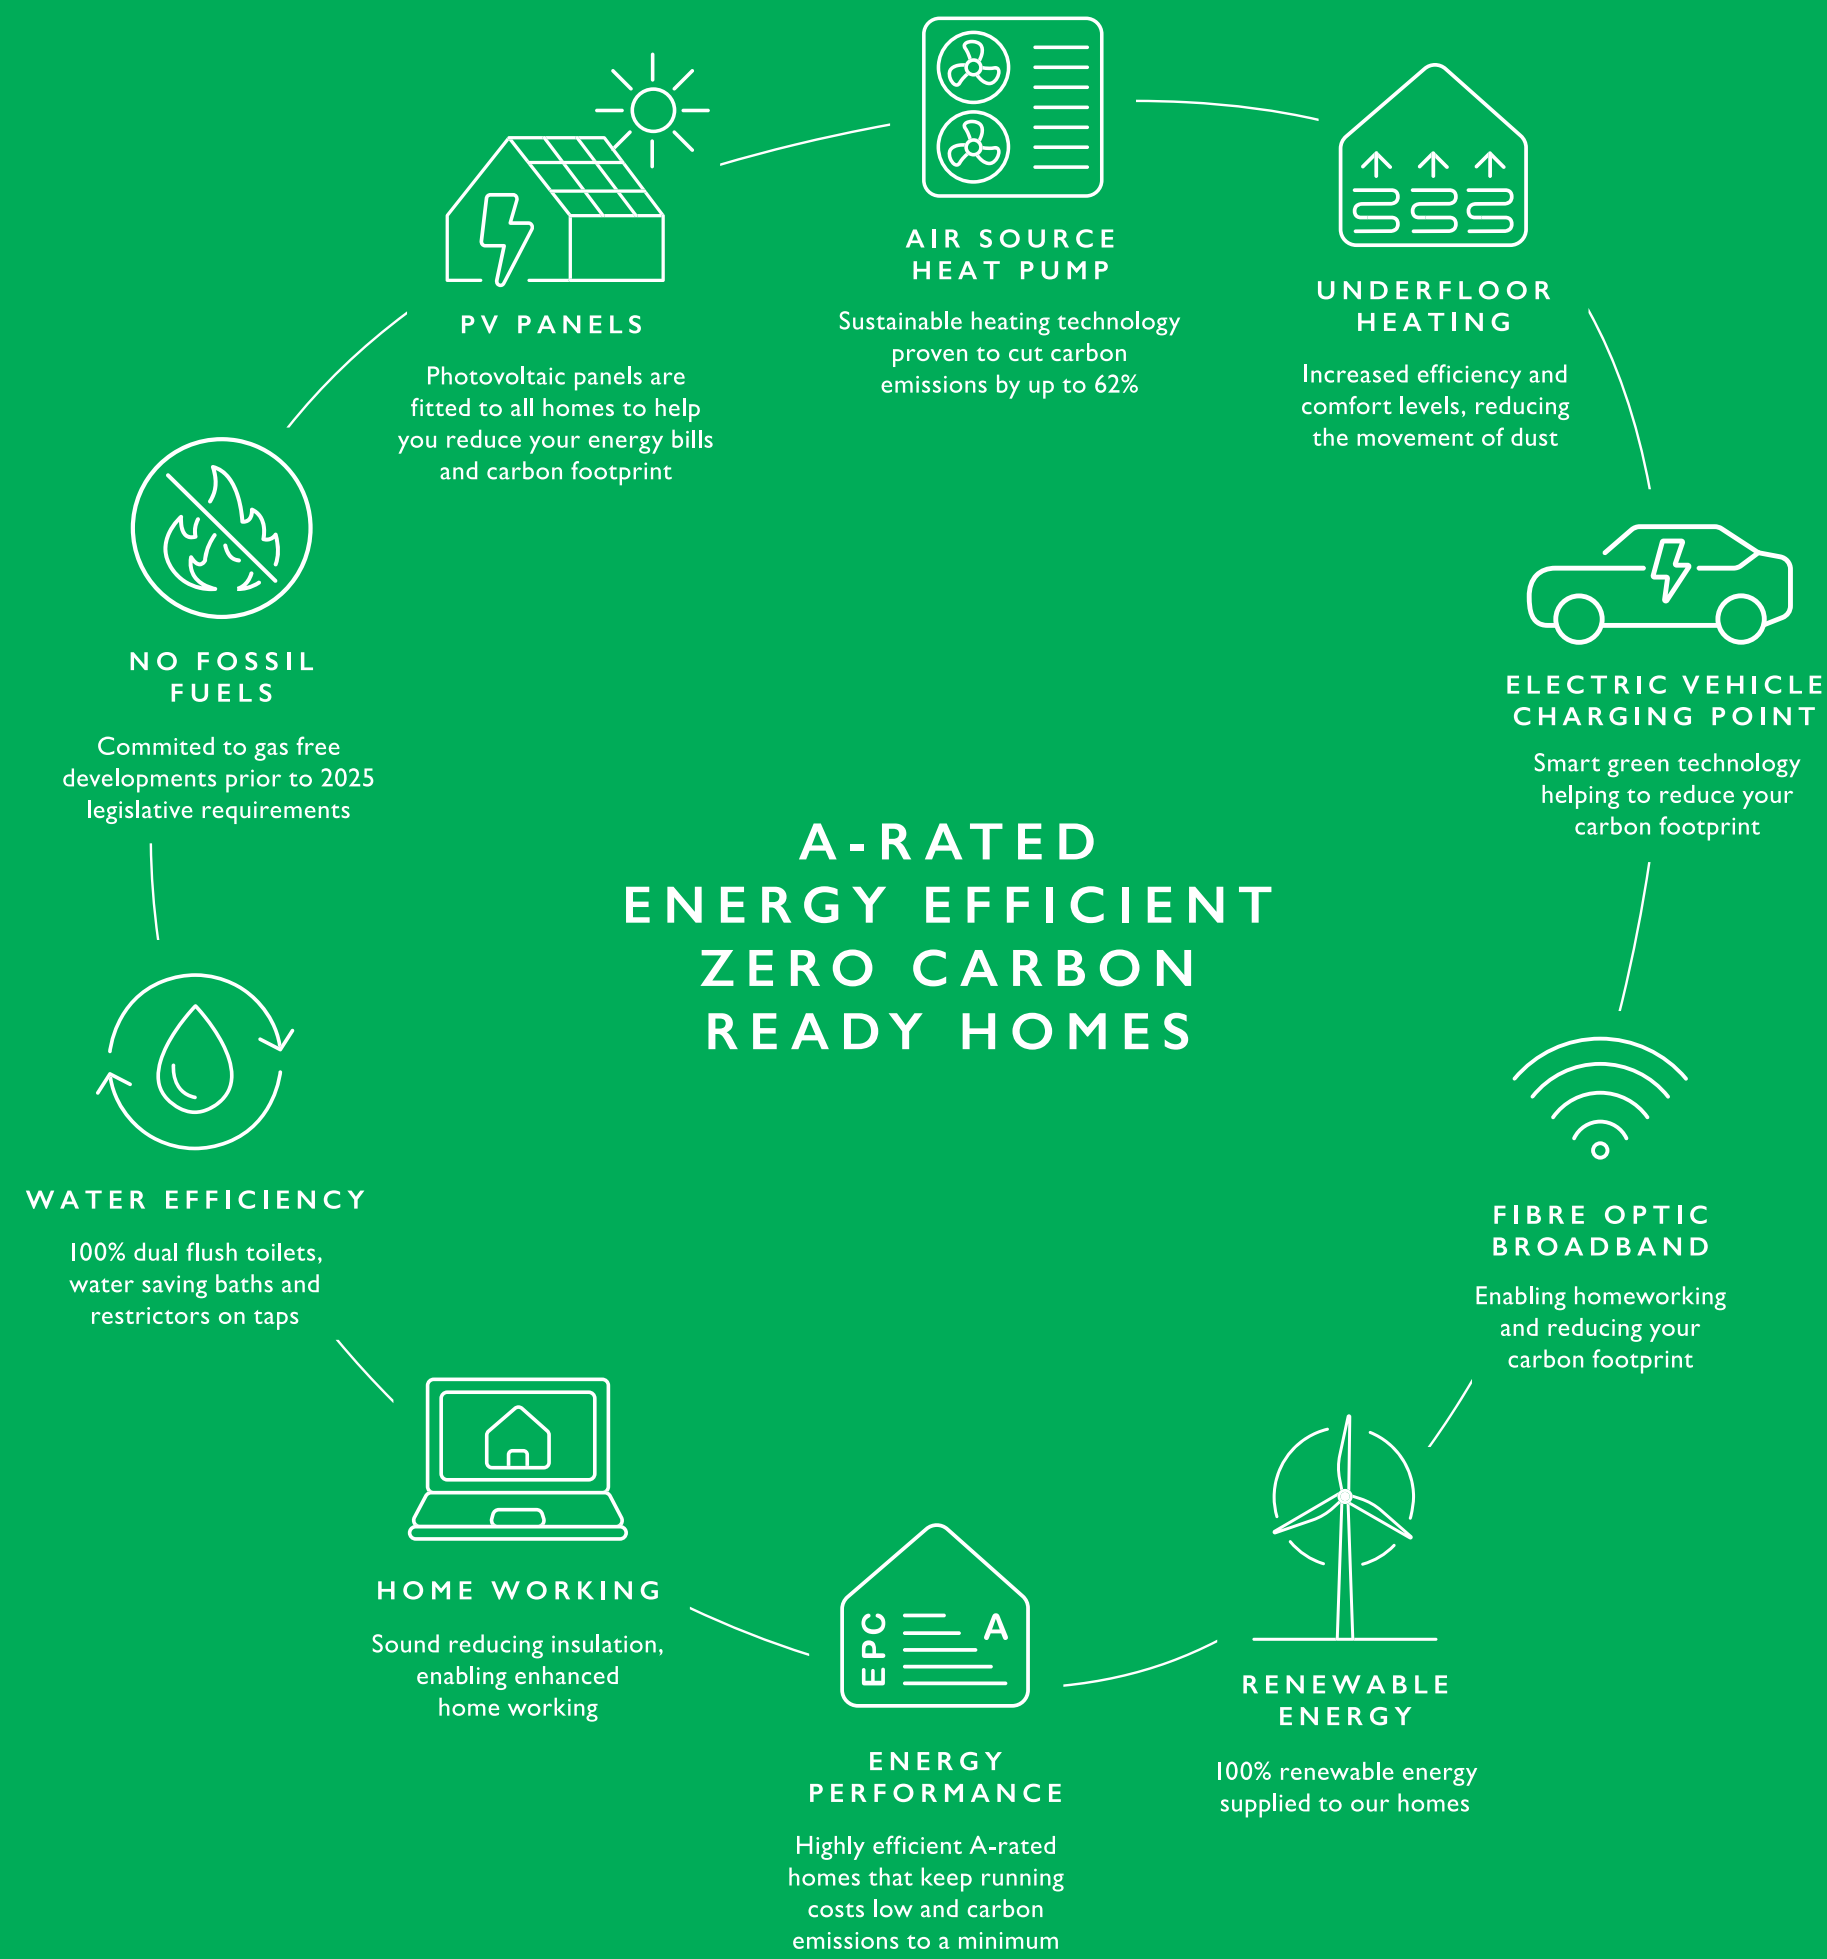 PV PANELS
Photovoltaic panels are
fitted to all homes to help
you reduce your energy bills
and carbon footprint
AIR SOURCE
HEAT PUMP
Sustainable heating technology
proven to cut carbon
emissions by up to 62%
UNDERFLOOR
HEATING
Increased efficiency and
comfort levels, reducing
the movement of dust
ELECTRIC VEHICLE
CHARGING POINT
Smart green technology
helping to reduce your
carbon footprint
FIBRE OPTIC
BROADBAND
Enabling homeworking
and reducing your
carbon footprint
RENEWABLE
ENERGY
100% renewable energy
supplied to our homes
EPC
A
ENERGY
PERFORMANCE
Highly efficient A-rated
homes that keep running
costs low and carbon
emissions to a minimum
HOME WORKING
Sound reducing insulation,
enabling enhanced
home working
WATER EFFICIENCY
100% dual flush toilets,
water saving baths and
restrictors on taps
NO FOSSIL
FUELS
Commited to gas free
developments prior to 2025
legislative requirements
A-RATED
ENERGY EFFICIENT
ZERO CARBON
READY HOMES